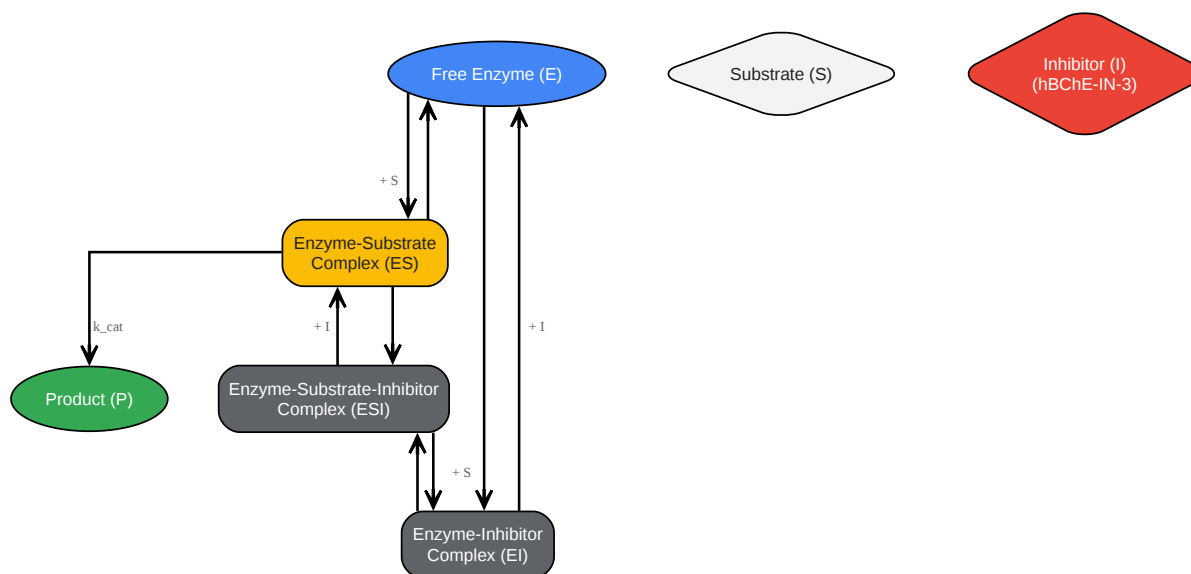 Free Enzyme (E)
Substrate (S)
Inhibitor (I)
(hBChE-IN-3)
+ S
Enzyme-Substrate
Complex (ES)
k_cat
+ I
+ I
Product (P)
Enzyme-Substrate-Inhibitor
Complex (ESI)
+ S
Enzyme-Inhibitor
Complex (EI)